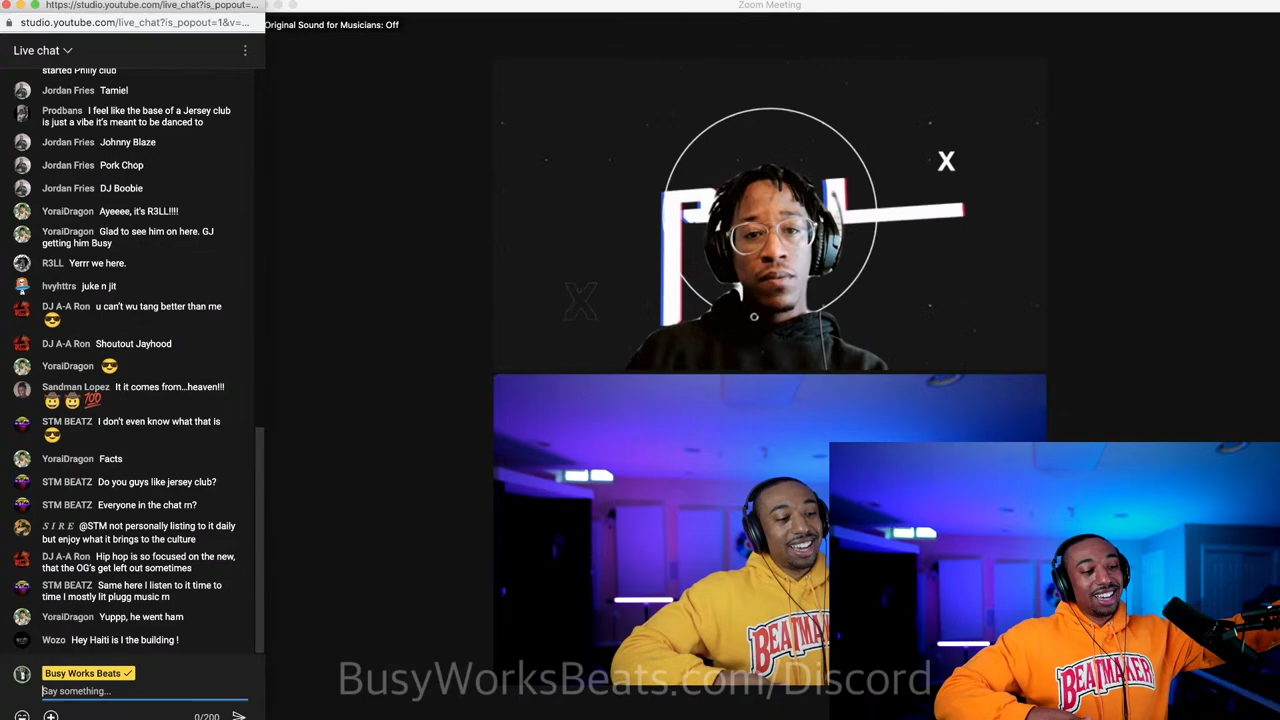 https://studio.youtube.com/live_chat?is_popout=...
Zoom Meeting
studio.youtube.com/live_chat?is_popout=1&v=...
Original Sound for Musicians: Off
Live chat
started Philly club
Jordan Fries Tamiel
Prodbans I feel like the base of a Jersey club
is just a vibe it's meant to be danced to
Jordan Fries Johnny Blaze
Jordan Fries Pork Chop
Jordan Fries DJ Boobie
YoraiDragon Ayeeee, it's R3LL!!!!
YoraiDragon Glad to see him on here. GJ
getting him Busy
R3LL Yerrr we here.
hvyhttrs juke n jit
DJ A-A Ron u can't wu tang better than me
😎
DJ A-A Ron Shoutout Jayhood
YoraiDragon 😎
Sandman Lopez It it comes from…heaven!!!
🤠 🤠 💯
STM BEATZ I don't even know what that is
😎
YoraiDragon Facts
STM BEATZ Do you guys like jersey club?
STM BEATZ Everyone in the chat rn?
𝑆 𝐼 𝑅 𝐸 @STM not personally listing to it daily
but enjoy what it brings to the culture
DJ A-A Ron Hip hop is so focused on the new,
that the OG's get left out sometimes
STM BEATZ Same here I listen to it time to
time I mostly lit plugg music rn
YoraiDragon Yuppp, he went ham
Wozo Hey Haiti is I the building !
Busy Works Beats ✓
Say something...
0/200
X
X
BEATMA
BEATMAKER
BusyWorksBeats.com/Discord